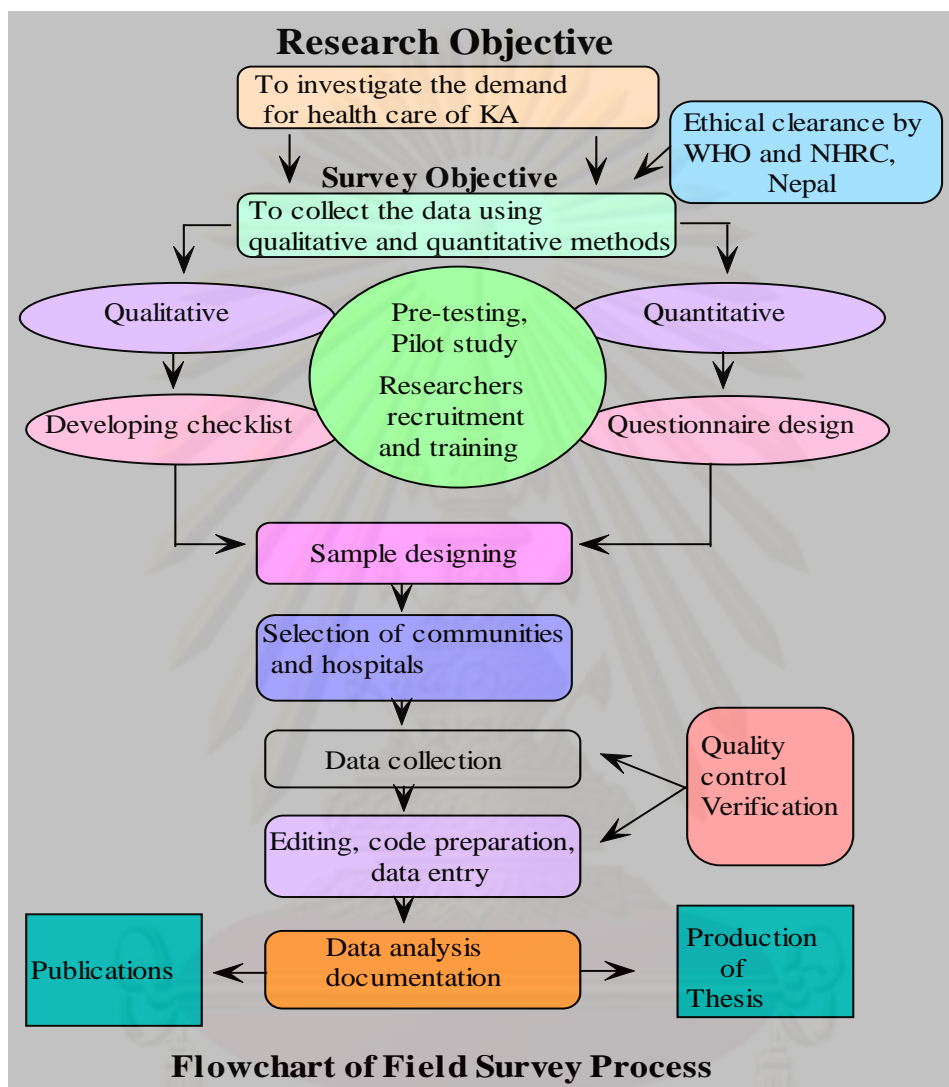 Research Objective
To investigate the demand
for health care of KA
Ethical clearance by
WHO and NHRC,
Nepal
Survey Objective
To collect the data using
qualitative and quantitative methods
Qualitative
Pre-testing,
Pilot study
Researchers
recruitment
and training
Quantitative
Developing checklist
Questionnaire design
Sample designing
Selection of communities
and hospitals
Data collection
Quality
control
Verification
Editing, code preparation,
data entry
Publications
Data analysis
documentation
Production
of
Thesis
Flowchart of Field Survey Process